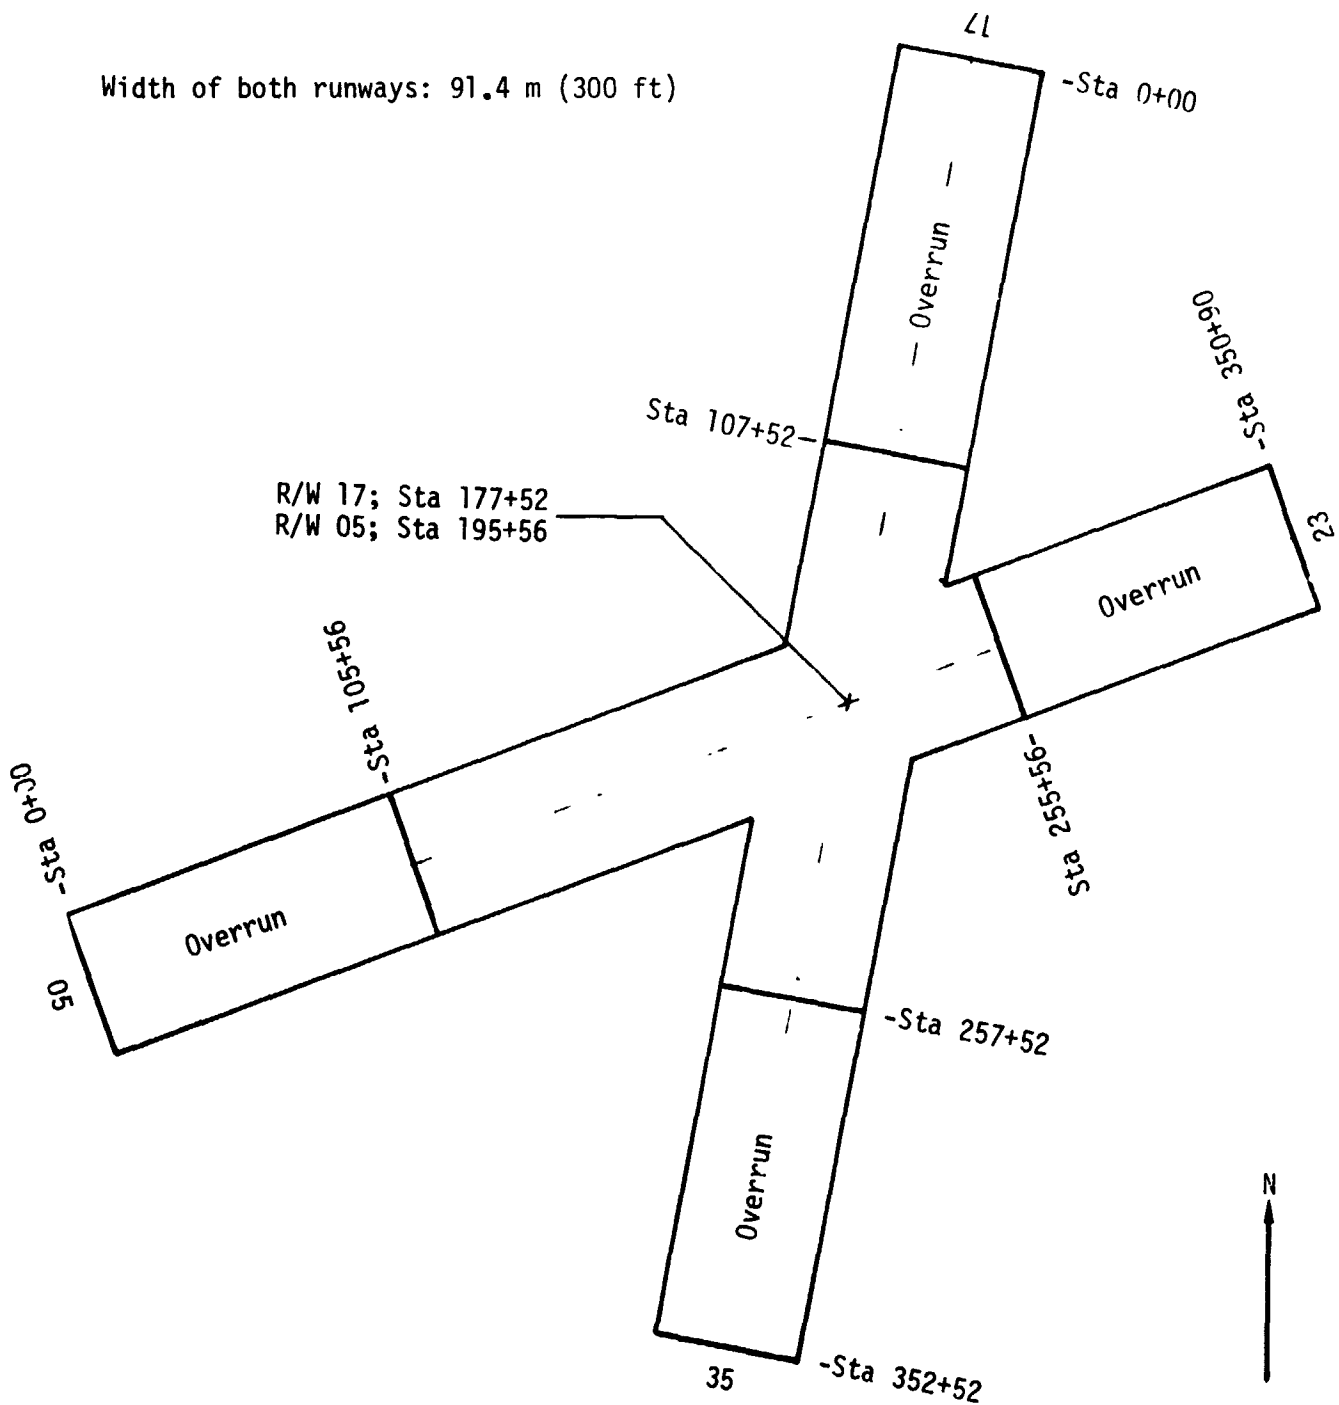 17
-Sta 0+00
Width of both runways: 91.4 m (300 ft)
Overrun
-Sta 350+90
Sta 107+52-
R/W 17; Sta 177+52
R/W 05; Sta 195+56
23
Overrun
-Sta 105+56
-Sta 0+00
Sta 255+56-
Overrun
05
-Sta 257+52
Overrun
N
35
-Sta 352+52